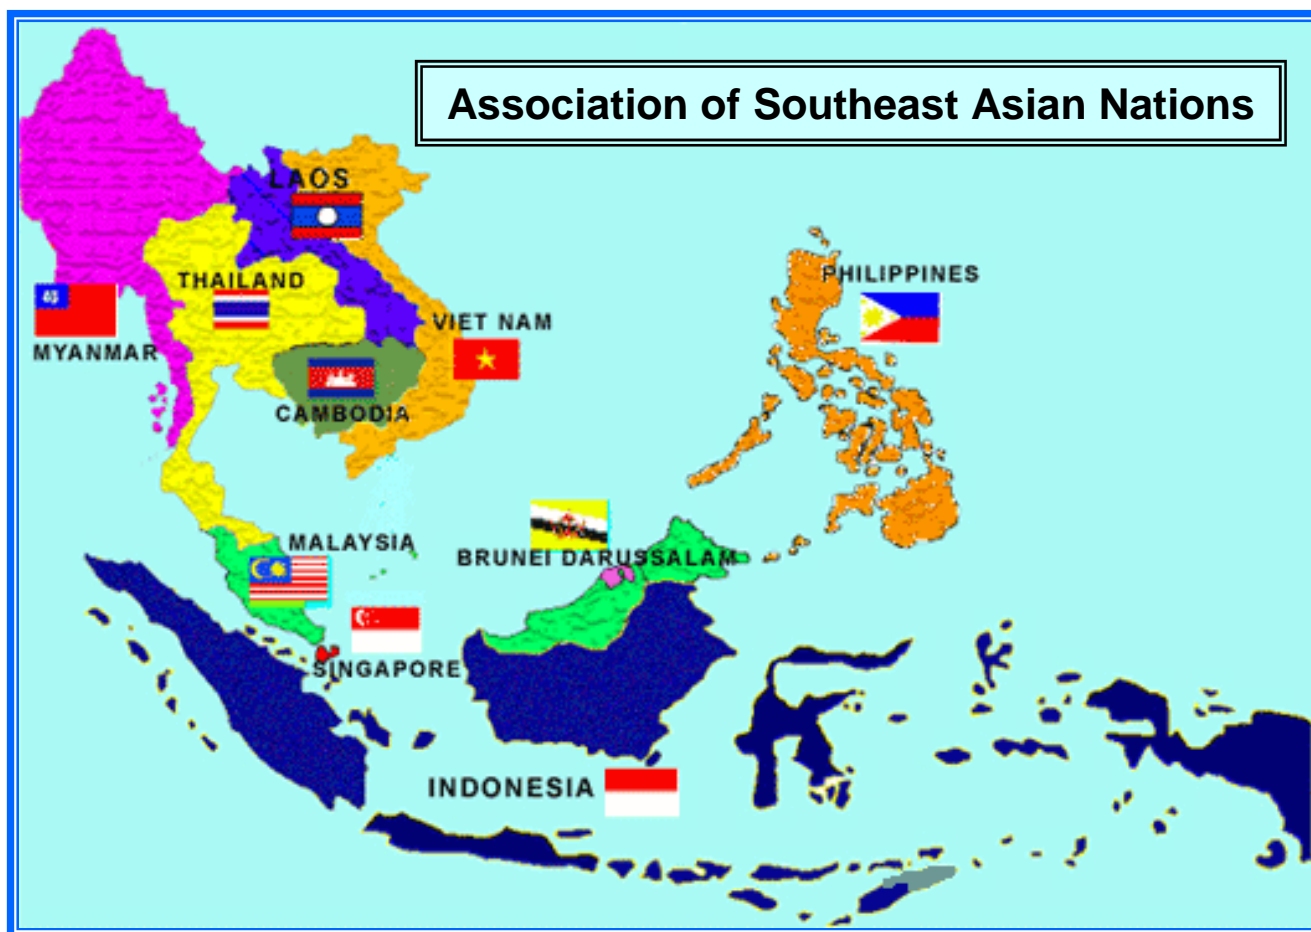 Association of Southeast Asian Nations
LAOS
THAILAND
PHILIPPINES
VIET NAM
MYANMAR
CAMBODIA
MALAYSIA
BRUNEI DARUSSALAM
SINGAPORE
INDONESIA